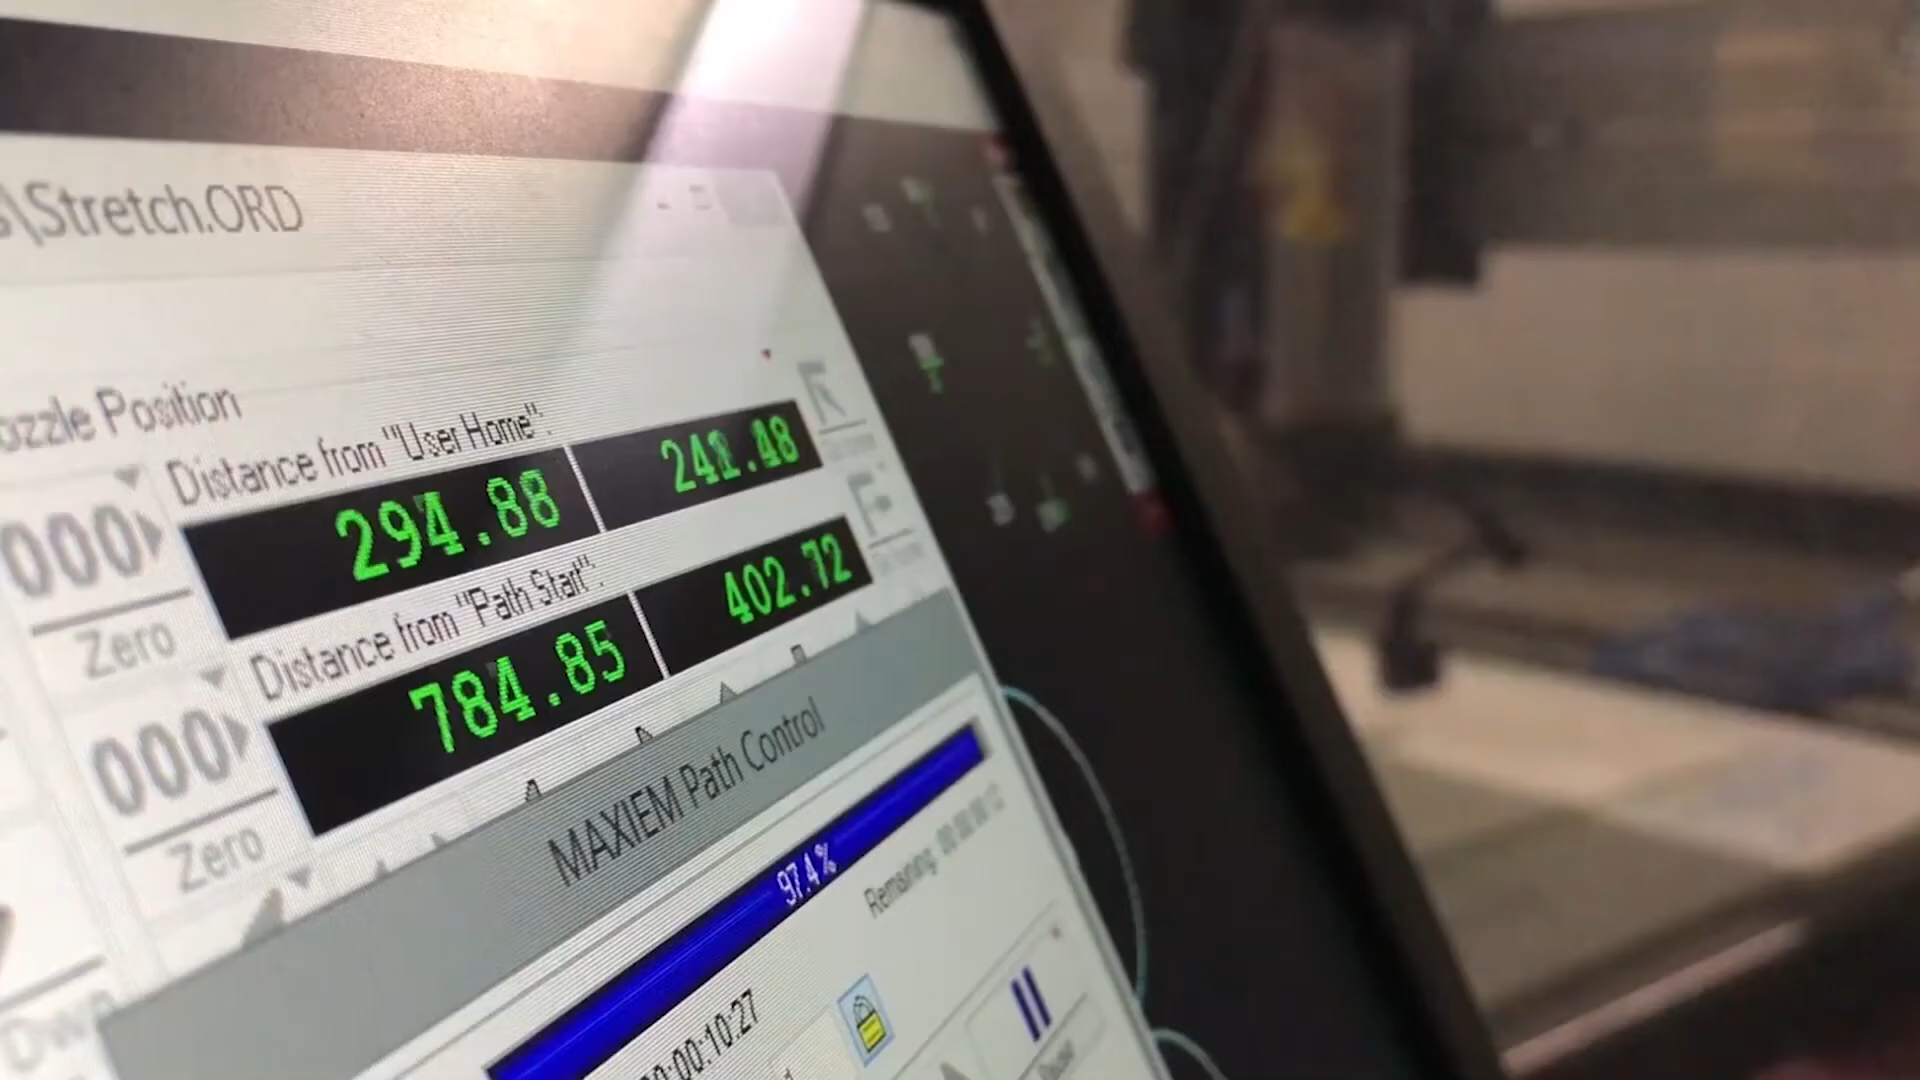 \Stretch.ORD
Position
Distance from "User Home":
294.88
000
Zero
Distance from "Path Start":
784.85 402.72
000
Zero
MAXIEM Path Control
97.4%
Remaining:
00:00:10:27